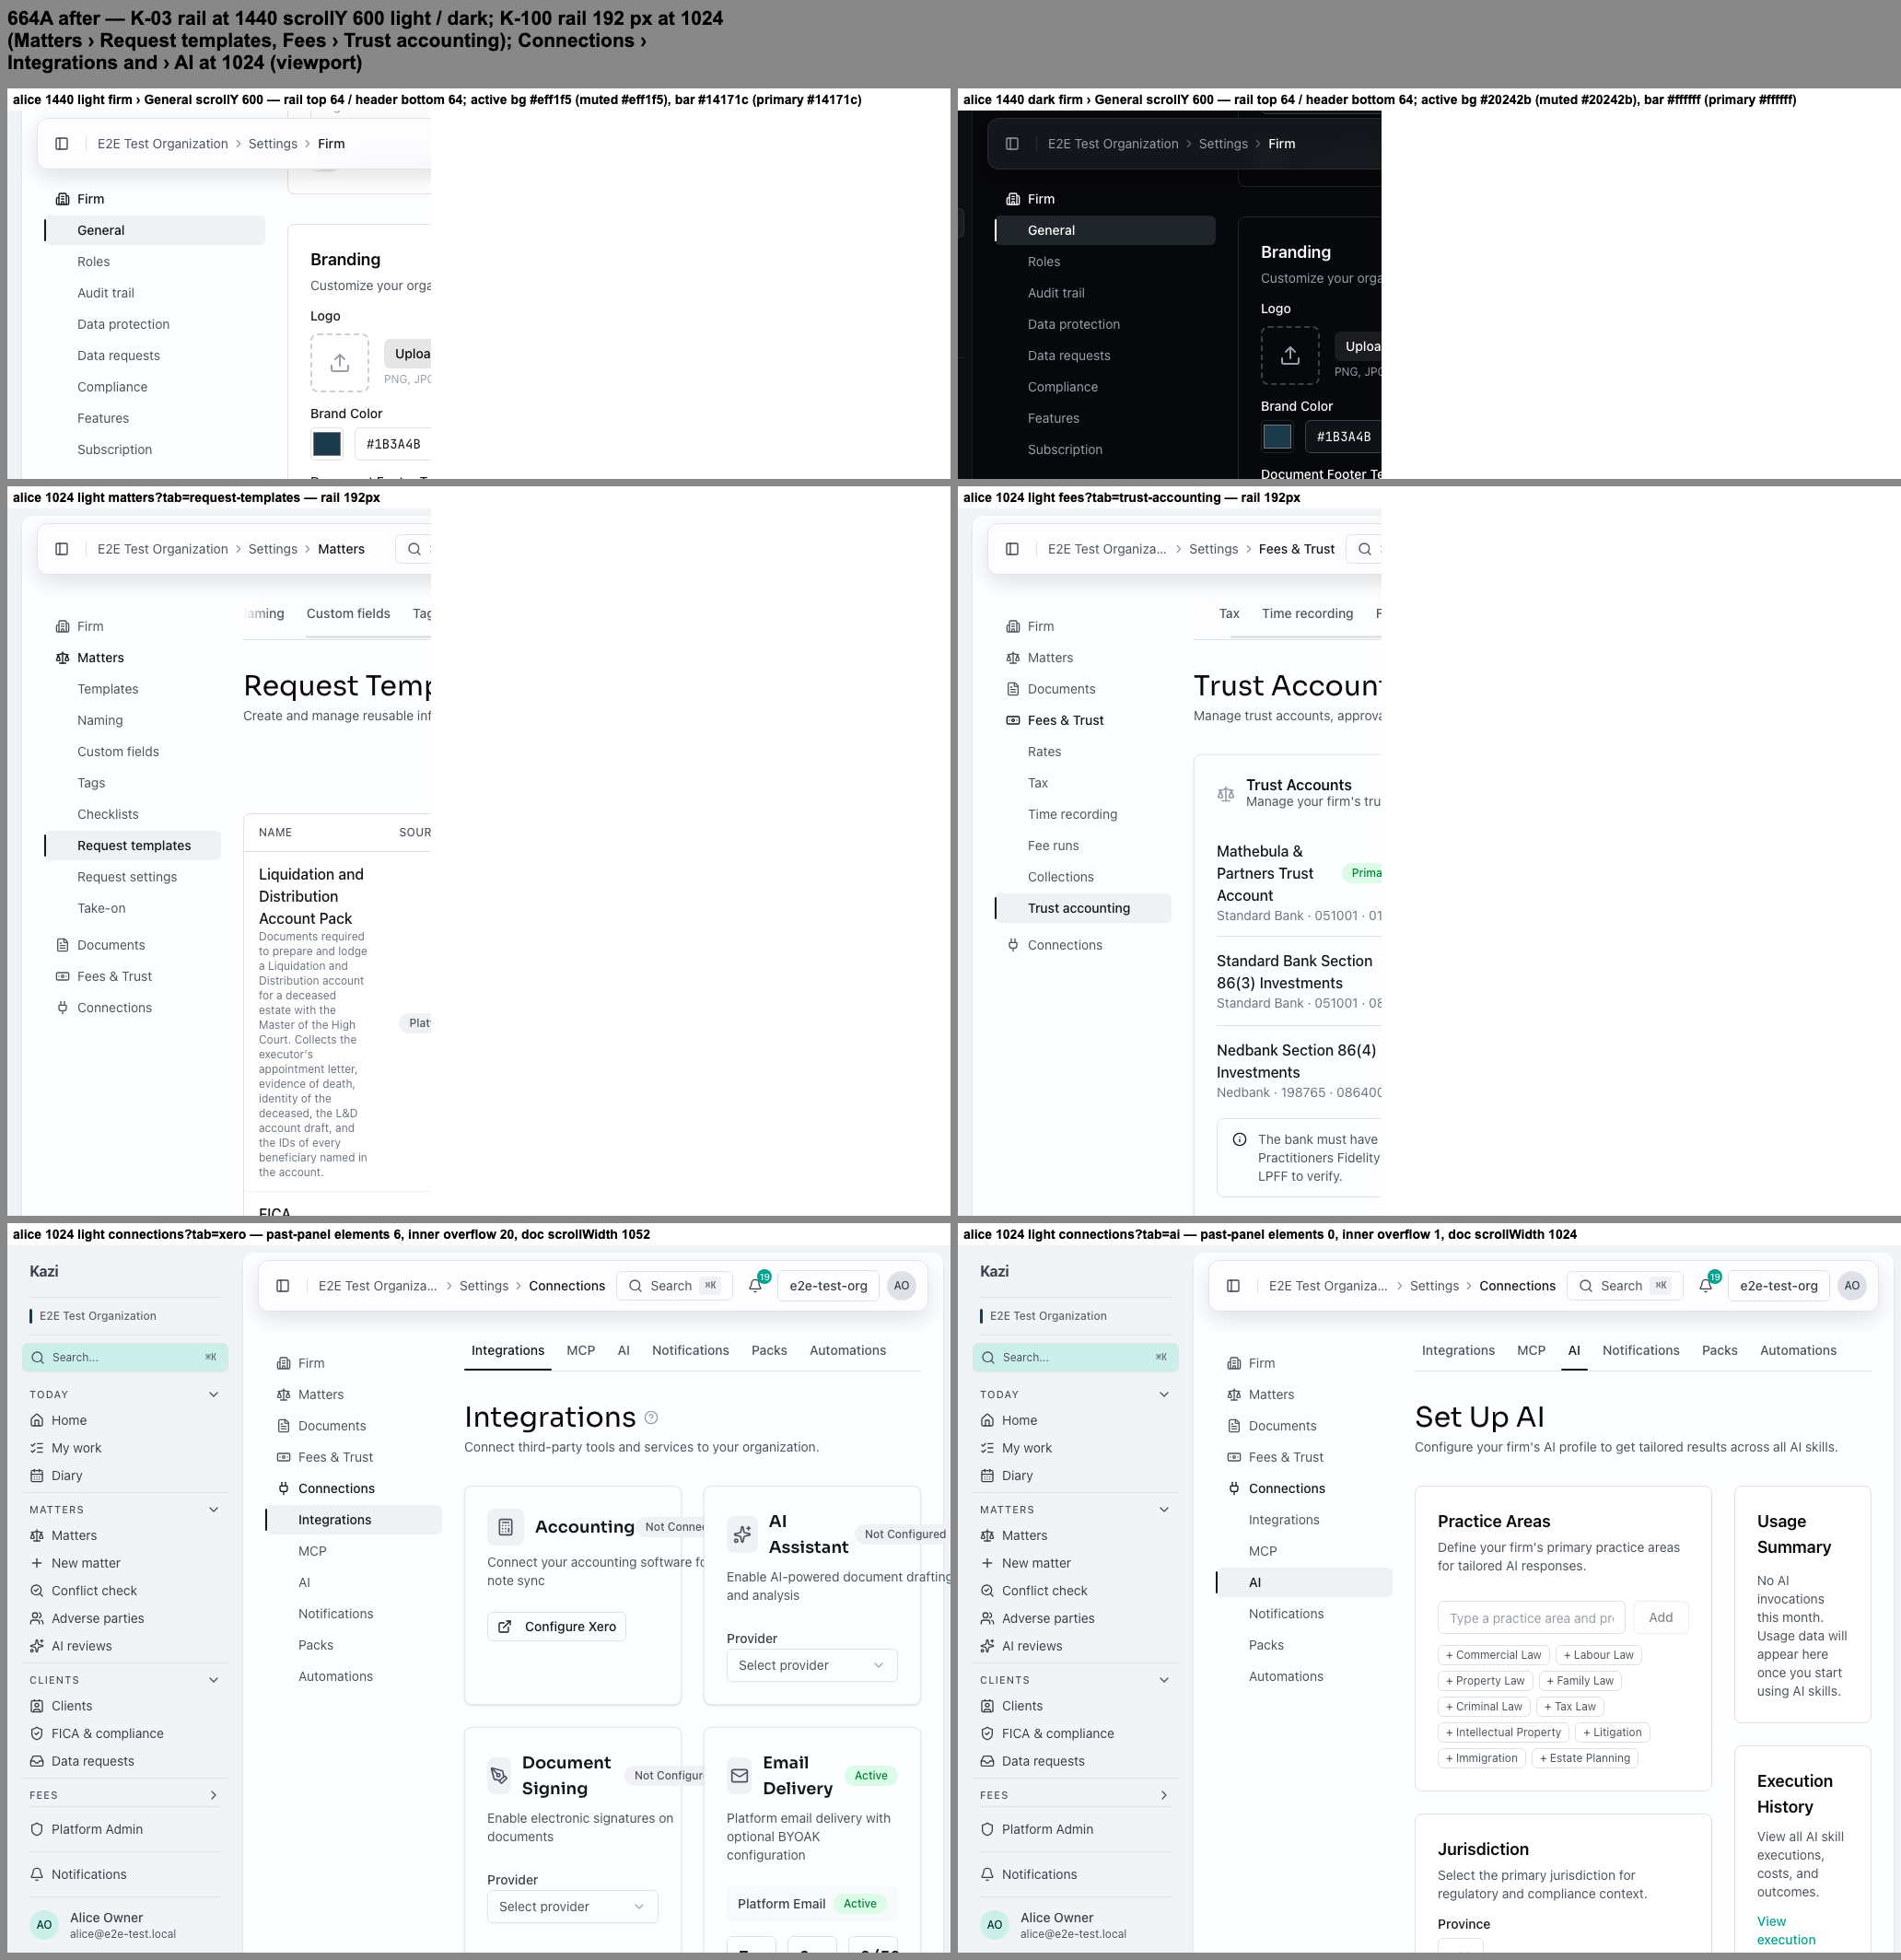 664A after — K-03 rail at 1440 scrollY 600 light / dark; K-100 rail 192 px at 1024
(Matters › Request templates, Fees › Trust accounting); Connections ›
Integrations and › AI at 1024 (viewport)
alice 1440 light firm › General scrollY 600 — rail top 64 / header bottom 64; active bg #eff1f5 (muted #eff1f5), bar #14171c (primary #14171c)
E2E Test Organization › Settings › Firm
Firm
General
Roles
Audit trail
Data protection
Data requests
Compliance
Features
Subscription
Branding
Customize your orga
Logo
Uploa
PNG, JPG
Brand Color
#1B3A4B
alice 1440 dark firm › General scrollY 600 — rail top 64 / header bottom 64; active bg #20242b (muted #20242b), bar #ffffff (primary #ffffff)
E2E Test Organization › Settings › Firm
Firm
General
Roles
Audit trail
Data protection
Data requests
Compliance
Features
Subscription
Branding
Customize your orga
Logo
Uploa
PNG, JPG
Brand Color
#1B3A4B
Document Footer Te
alice 1024 light matters?tab=request-templates — rail 192px
E2E Test Organization › Settings › Matters
Firm
Matters
Templates
Naming
Custom fields
Tags
Checklists
Request templates
Request settings
Take-on
Documents
Fees & Trust
Connections
aming Custom fields Tag
Request Temp
Create and manage reusable inf
NAME SOUR
Liquidation and
Distribution
Account Pack
Documents required
to prepare and lodge
a Liquidation and
Distribution account
for a deceased
estate with the
Master of the High
Court. Collects the
executor's
appointment letter,
evidence of death,
identity of the
deceased, the L&D
account draft, and
the IDs of every
beneficiary named in
the account.
Plat
FICA
alice 1024 light fees?tab=trust-accounting — rail 192px
E2E Test Organiza... › Settings › Fees & Trust
Firm
Matters
Documents
Fees & Trust
Rates
Tax
Time recording
Fee runs
Collections
Trust accounting
Connections
Tax Time recording F
Trust Account
Manage trust accounts, approva
Trust Accounts
Manage your firm's tru
Mathebula &
Partners Trust
Account
Prima
Standard Bank · 051001 · 01
Standard Bank Section
86(3) Investments
Standard Bank · 051001 · 08
Nedbank Section 86(4)
Investments
Nedbank · 198765 · 086400
The bank must have
Practitioners Fidelity
LPFF to verify.
alice 1024 light connections?tab=xero — past-panel elements 6, inner overflow 20, doc scrollWidth 1052
Kazi
E2E Test Organization
Search... ⌘K
TODAY
Home
My work
Diary
MATTERS
Matters
New matter
Conflict check
Adverse parties
AI reviews
CLIENTS
Clients
FICA & compliance
Data requests
FEES
Platform Admin
Notifications
AO Alice Owner
alice@e2e-test.local
E2E Test Organiza... › Settings › Connections Search ⌘K 19 e2e-test-org AO
Firm
Matters
Documents
Fees & Trust
Connections
Integrations
MCP
AI
Notifications
Packs
Automations
Integrations MCP AI Notifications Packs Automations
Integrations
Connect third-party tools and services to your organization.
Accounting Not Connec
Connect your accounting software fo
note sync
Configure Xero
AI
Assistant
Not Configured
Enable AI-powered document drafting
and analysis
Provider
Select provider
Document
Signing
Not Configur
Enable electronic signatures on
documents
Provider
Select provider
Email
Delivery
Active
Platform email delivery with
optional BYOAK
configuration
Platform Email Active
alice 1024 light connections?tab=ai — past-panel elements 0, inner overflow 1, doc scrollWidth 1024
Kazi
E2E Test Organization
Search... ⌘K
TODAY
Home
My work
Diary
MATTERS
Matters
New matter
Conflict check
Adverse parties
AI reviews
CLIENTS
Clients
FICA & compliance
Data requests
FEES
Platform Admin
Notifications
AO Alice Owner
alice@e2e-test.local
E2E Test Organiza... › Settings › Connections Search ⌘K 19 e2e-test-org AO
Firm
Matters
Documents
Fees & Trust
Connections
Integrations
MCP
AI
Notifications
Packs
Automations
Integrations MCP AI Notifications Packs Automations
Set Up AI
Configure your firm's AI profile to get tailored results across all AI skills.
Practice Areas
Define your firm's primary practice areas
for tailored AI responses.
Type a practice area and pr Add
+ Commercial Law + Labour Law
+ Property Law + Family Law
+ Criminal Law + Tax Law
+ Intellectual Property + Litigation
+ Immigration + Estate Planning
Jurisdiction
Select the primary jurisdiction for
regulatory and compliance context.
Province
Usage
Summary
No AI
invocations
this month.
Usage data will
appear here
once you start
using AI skills.
Execution
History
View all AI skill
executions,
costs, and
outcomes.
View
execution